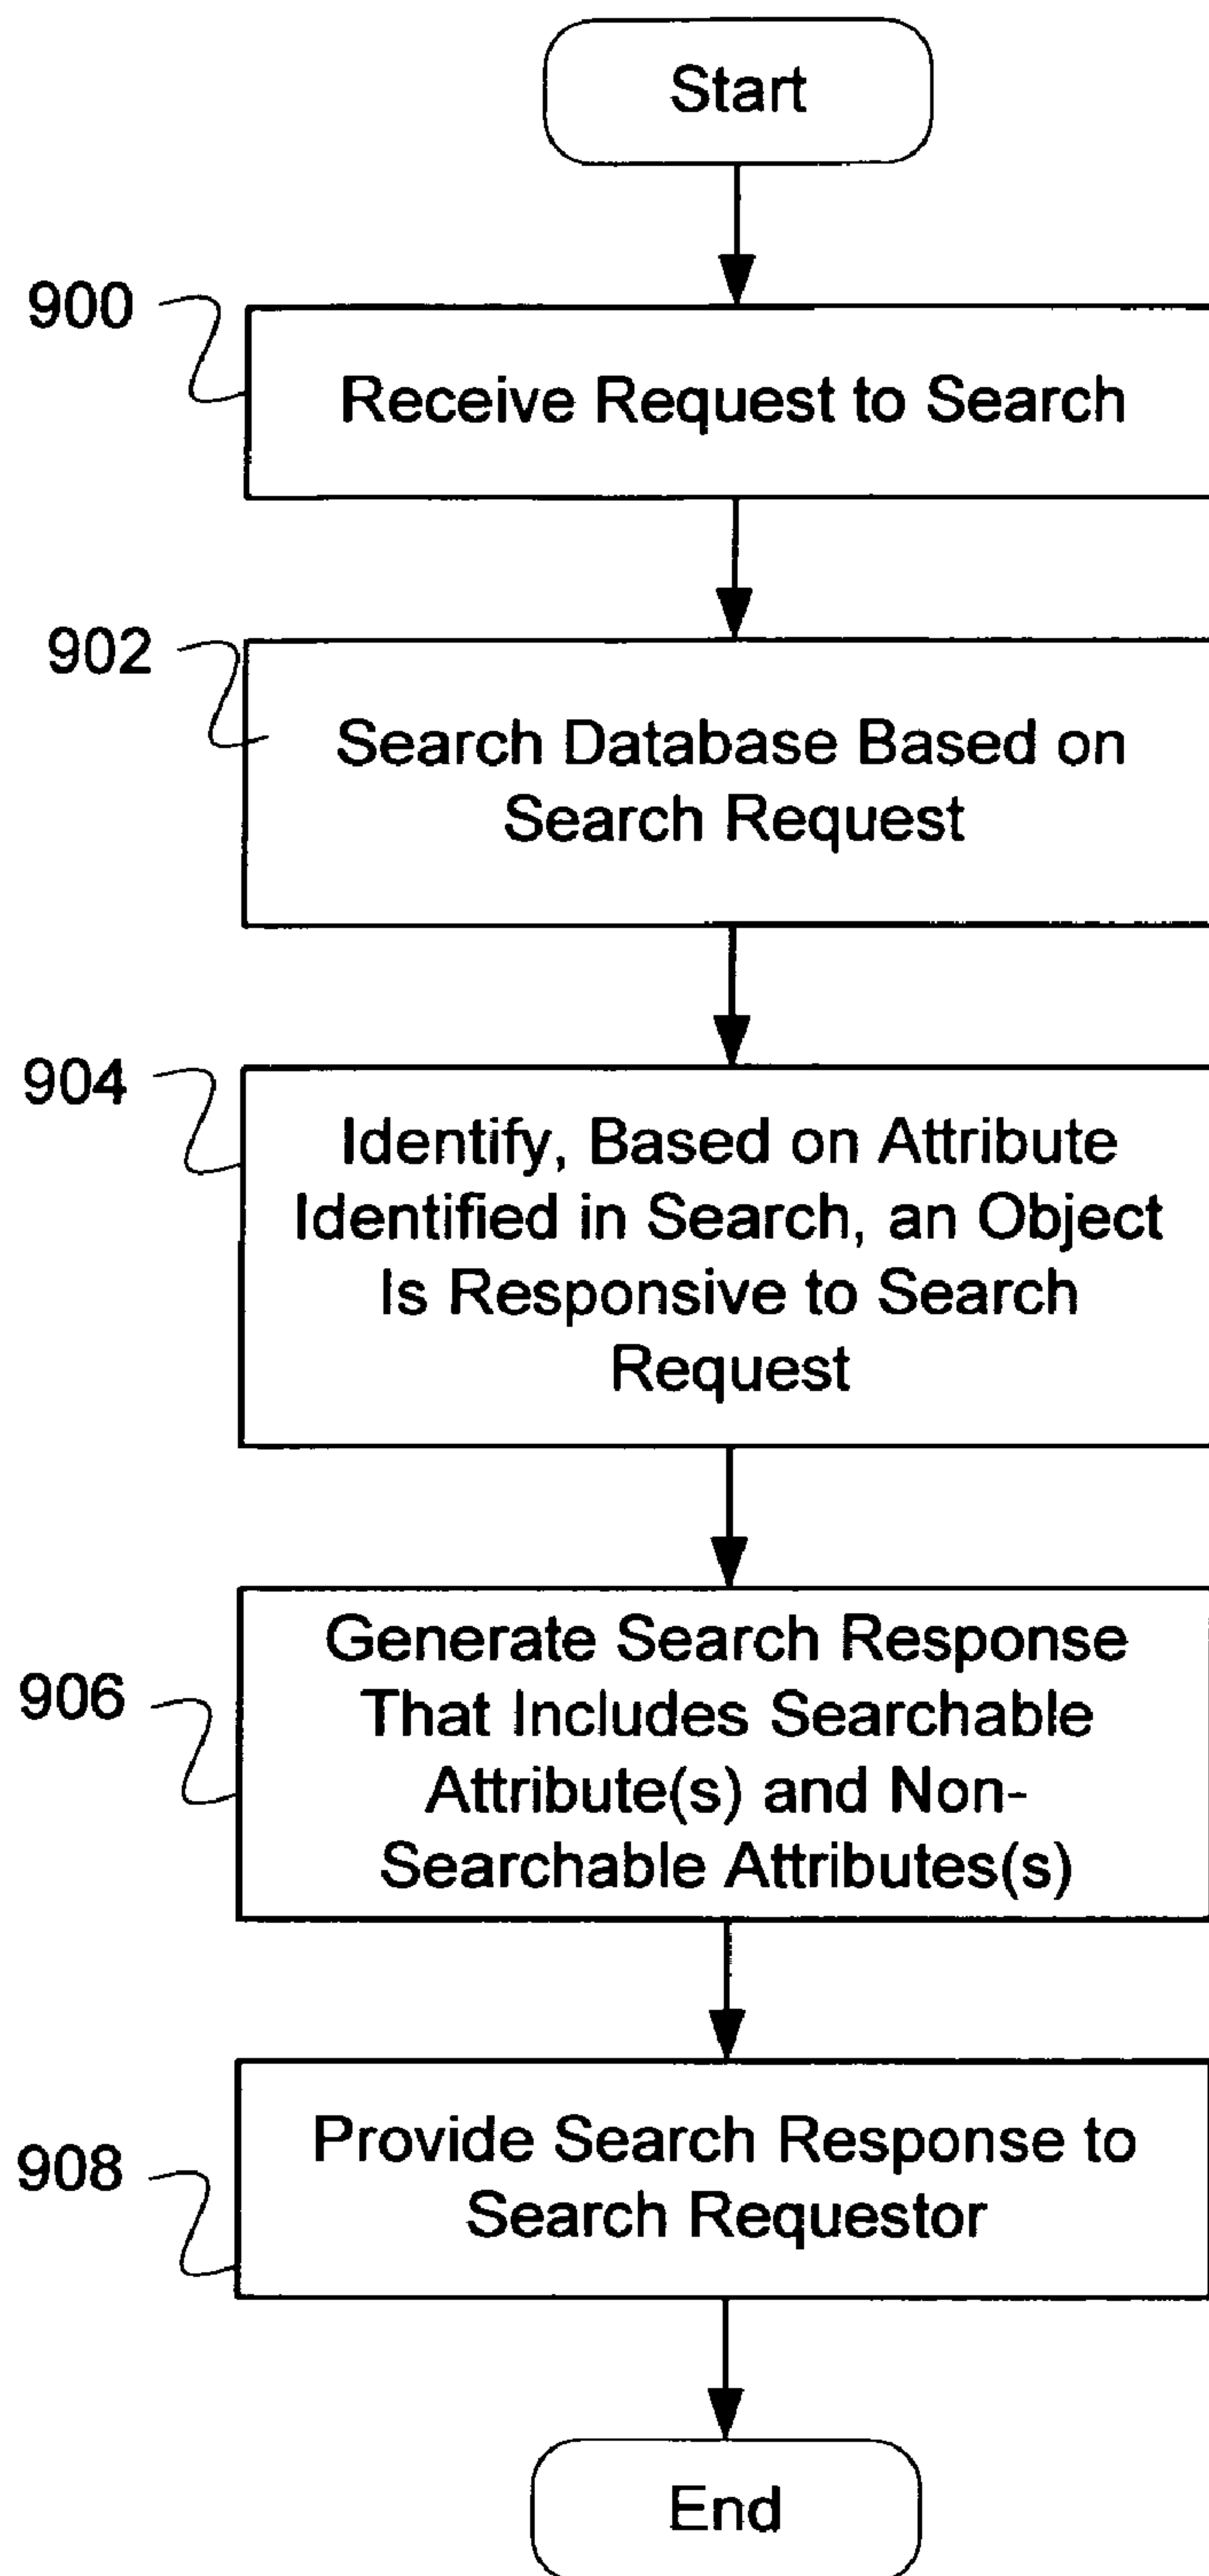 Start
900
Receive Request to Search
902
Search Database Based on
Search Request
904
Identify, Based on Attribute
Identified in Search, an Object
Is Responsive to Search
Request
906
Generate Search Response
That Includes Searchable
Attribute(s) and Non-
Searchable Attributes(s)
908
Provide Search Response to
Search Requestor
End